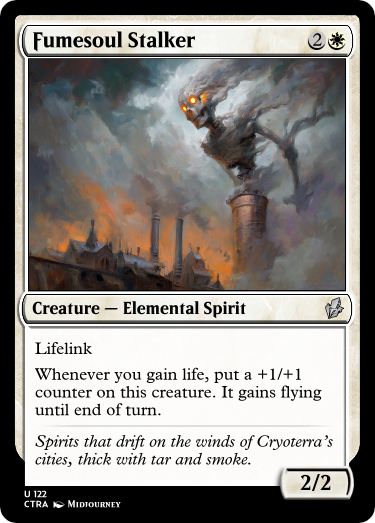 Fumesoul Stalker 2
Creature — Elemental Spirit
Lifelink
Whenever you gain life, put a +1/+1
counter on this creature. It gains flying
until end of turn.
Spirits that drift on the winds of Cryoterra's
cities, thick with tar and smoke.
2/2
U 122
CTRA Midjourney